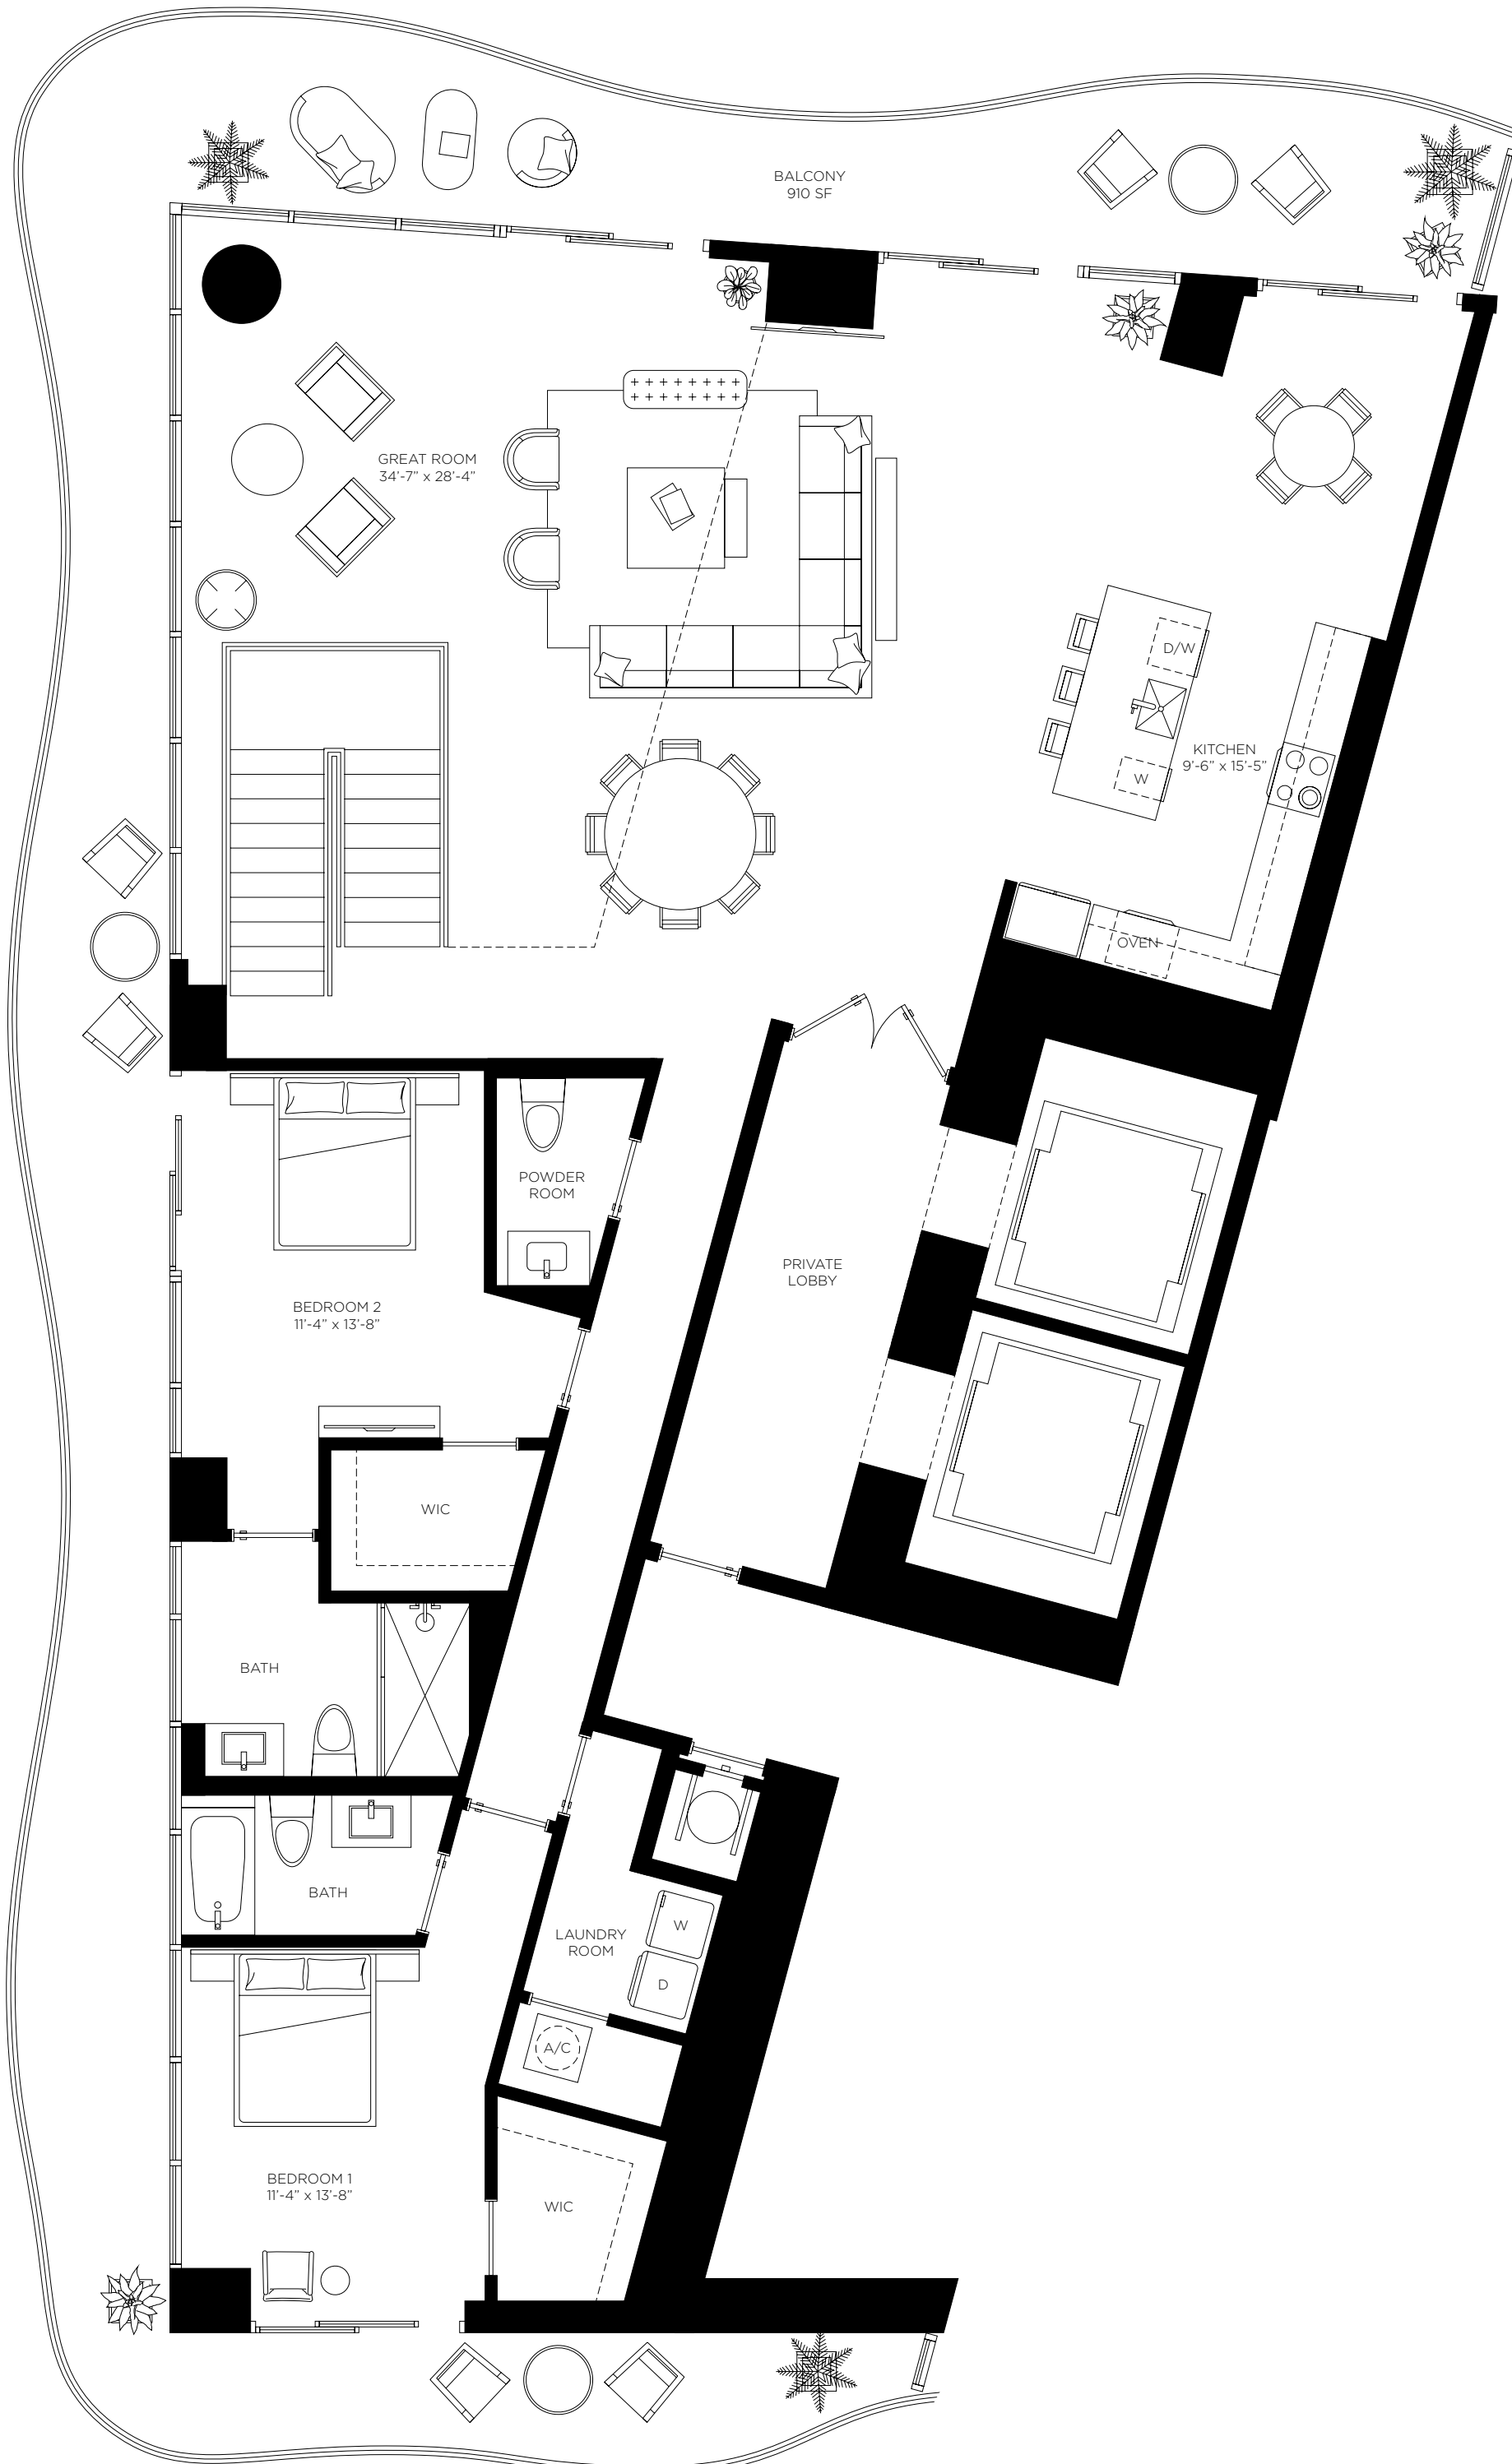 BALCONY
910 SF
GREAT ROOM
34’-7” x 28’-4”
D/W
KITCHEN
9’-6” x 15’-5”
W
OVEN
POWDER
ROOM
PRIVATE
LOBBY
BEDROOM 2
11’-4” x 13’-8”
WIC
BATH
BATH
LAUNDRY
ROOM
W
D
A/C
BEDROOM 1
11’-4” x 13’-8”
WIC